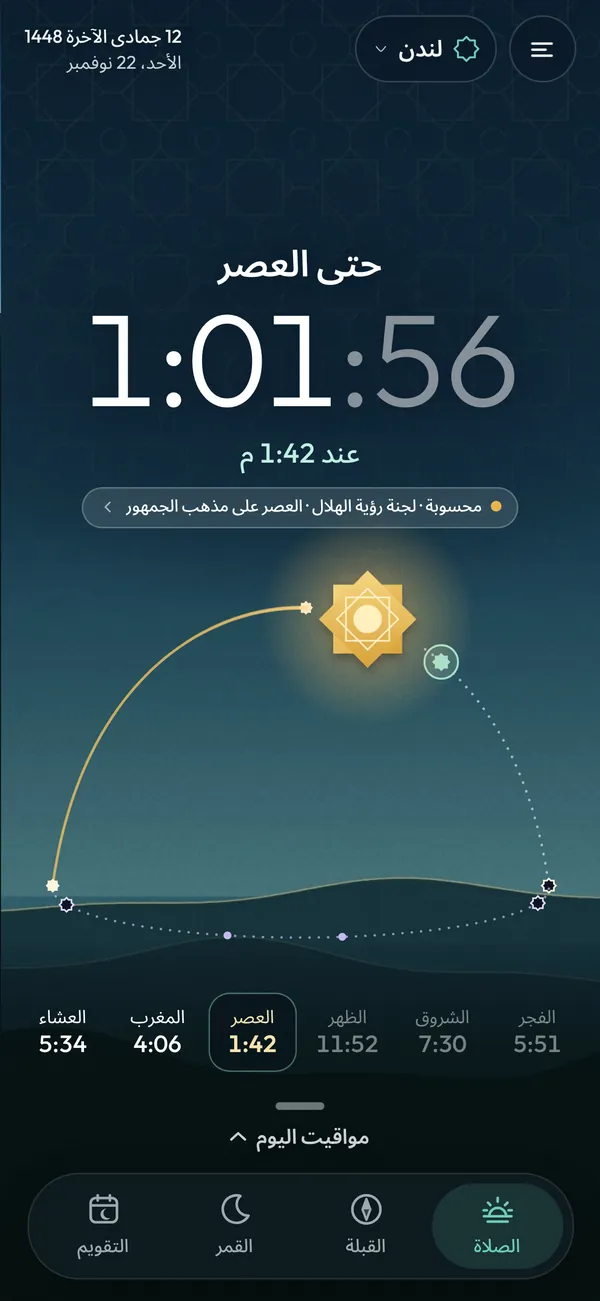 لندن
12 جمادى الآخرة 1448
الأحد، 22 نوفمبر
حتى العصر
1:01:56
عند 1:42 م
محسوبة · لجنة رؤية الهلال · العصر على مذهب الجمهور
الفجر
5:51
الشروق
7:30
الظهر
11:52
العصر
1:42
المغرب
4:06
العشاء
5:34
مواقيت اليوم
الصلاة
القبلة
القمر
التقويم